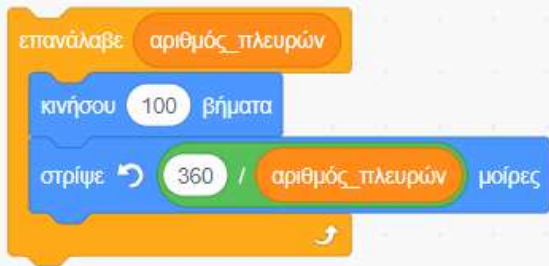 επανάλαβε αριθμός_πλευρών
κινήσου 100 βήματα
στρίψε 360 / αριθμός_πλευρών μοίρες